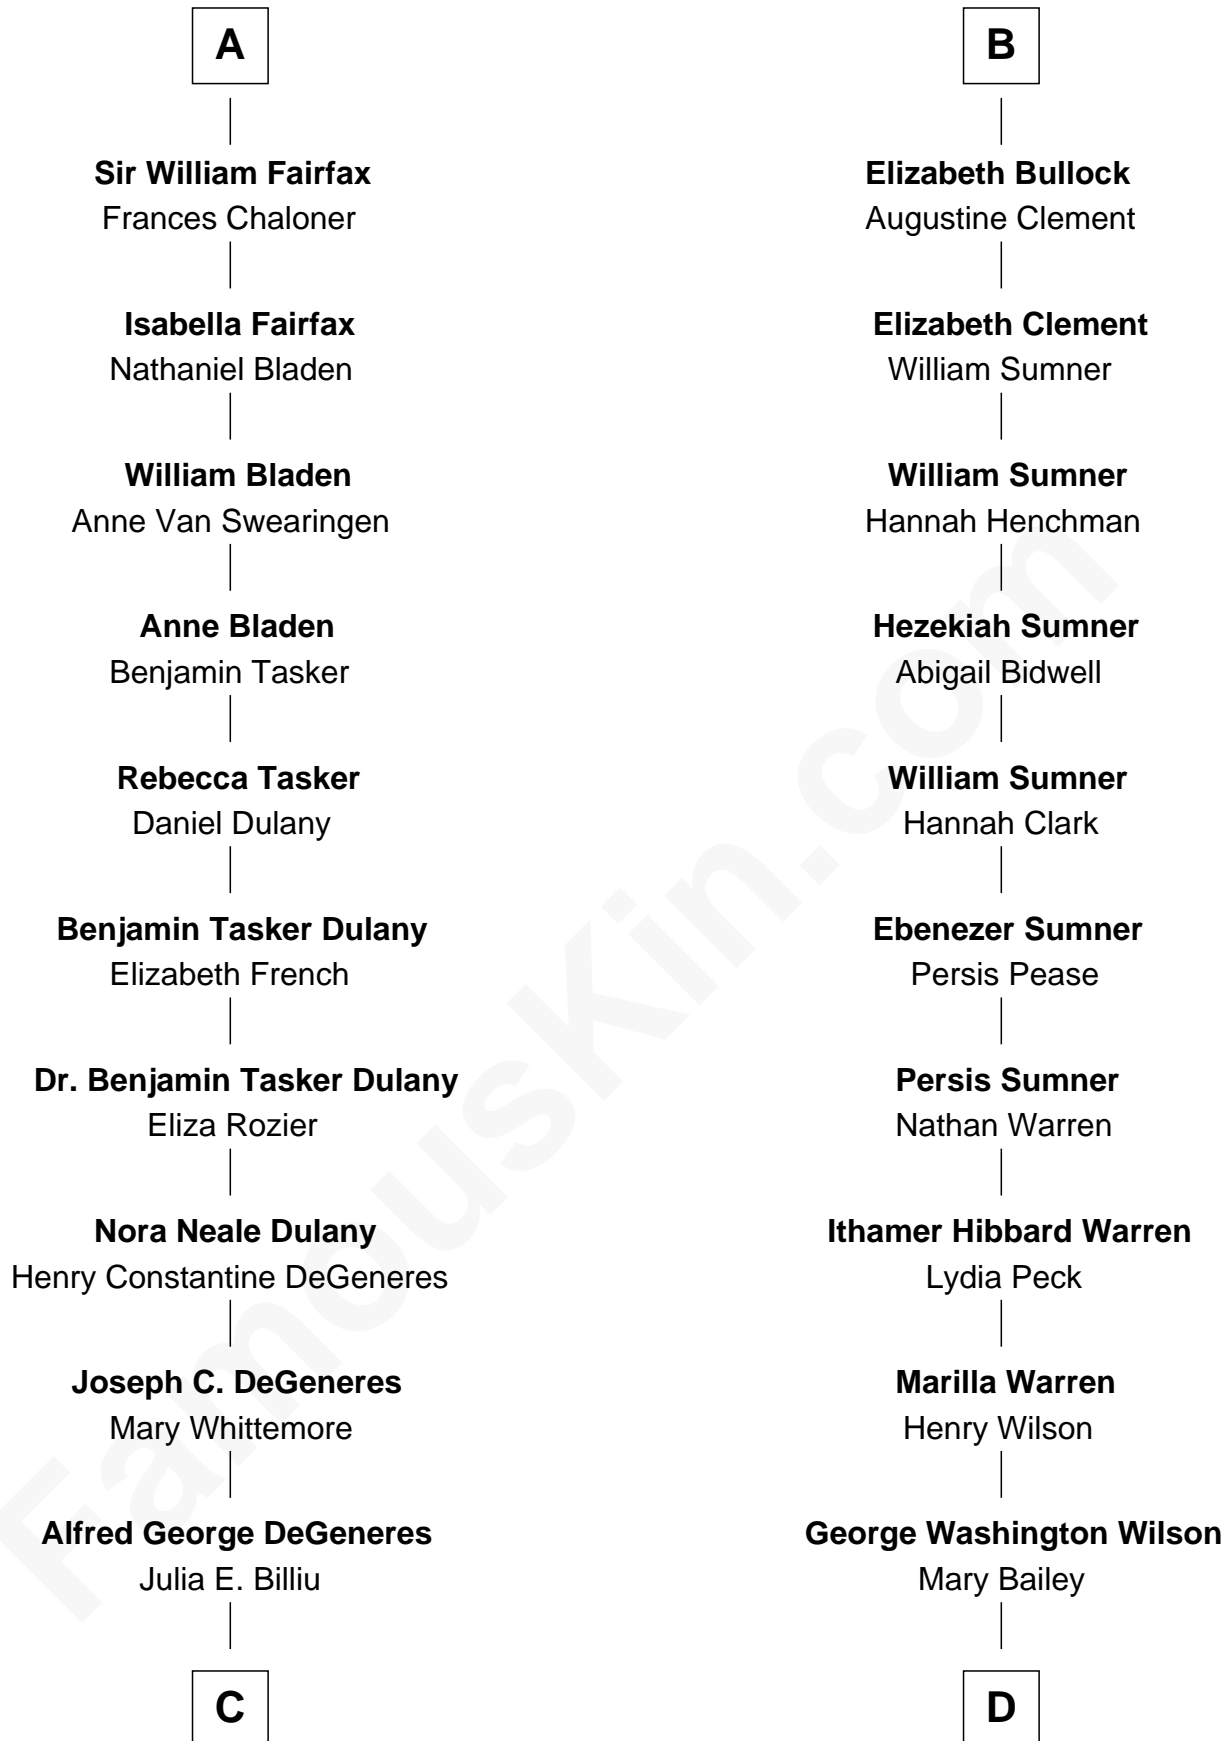 A
Sir William Fairfax
Frances Chaloner
Isabella Fairfax
Nathaniel Bladen
William Bladen
Anne Van Swearingen
Anne Bladen
Benjamin Tasker
Rebecca Tasker
Daniel Dulany
Benjamin Tasker Dulany
Elizabeth French
Dr. Benjamin Tasker Dulany
Eliza Rozier
Nora Neale Dulany
Henry Constantine DeGeneres
Joseph C. DeGeneres
Mary Whittemore
Alfred George DeGeneres
Julia E. Billiu
C
B
Elizabeth Bullock
Augustine Clement
Elizabeth Clement
William Sumner
William Sumner
Hannah Henchman
Hezekiah Sumner
Abigail Bidwell
William Sumner
Hannah Clark
Ebenezer Sumner
Persis Pease
Persis Sumner
Nathan Warren
Ithamer Hibbard Warren
Lydia Peck
Marilla Warren
Henry Wilson
George Washington Wilson
Mary Bailey
D
FamousKin.com